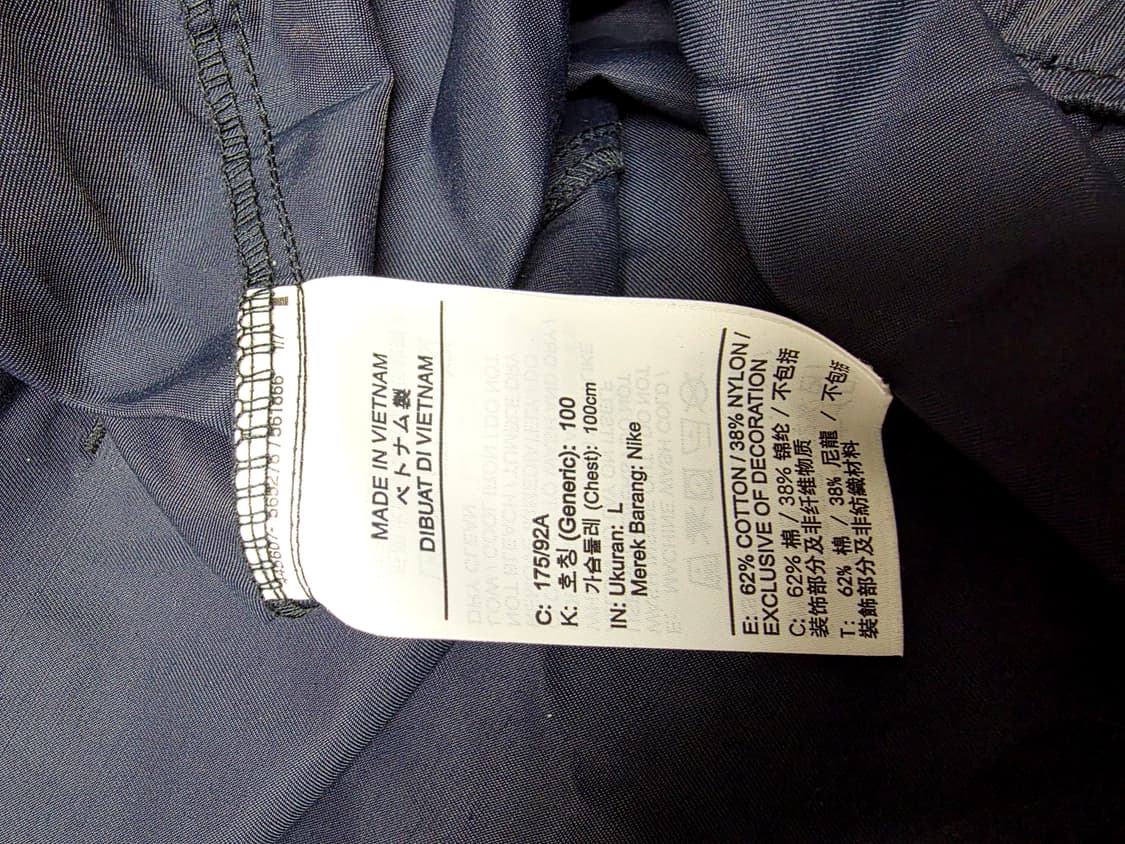 MADE IN VIETNAM
ベトナム製
DIBUAT DI VIETNAM
C: 175/92A
K: 호칭 (Generic): 100
가슴둘레 (Chest): 100cm
IN: Ukuran: L
Merek Barang: Nike
E: 62% COTTON / 38% NYLON /
EXCLUSIVE OF DECORATION
C: 62% 棉 / 38% 锦纶 / 不包括
装饰部分及非纤维物质
T: 62% 棉 / 38% 尼龍 / 不包括
裝飾部分及非紡織材料